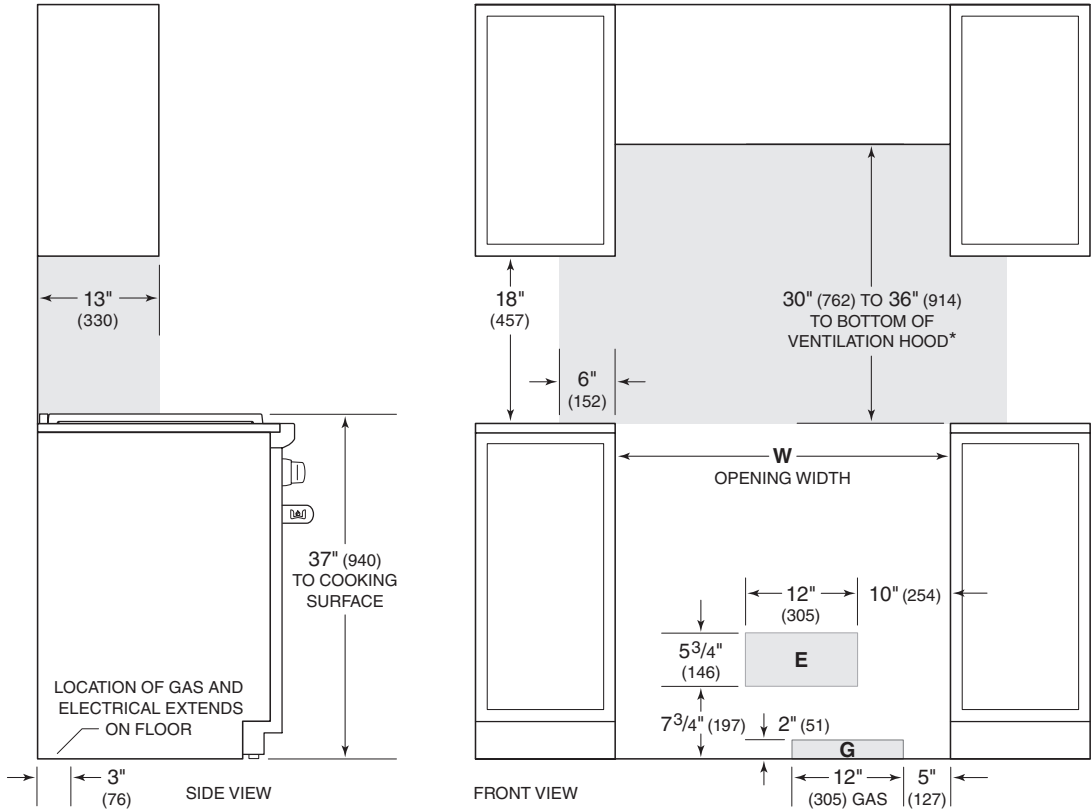 13"
(330)
37" (940)
TO COOKING
SURFACE
LOCATION OF GAS AND
ELECTRICAL EXTENDS
ON FLOOR
3"
(76)
SIDE VIEW
18"
(457)
30" (762) TO 36" (914)
TO BOTTOM OF
VENTILATION HOOD*
6"
(152)
W
OPENING WIDTH
12"
(305)
10" (254)
5 3/4"
(146)
E
7 3/4" (197)
2" (51)
G
12"
(305) GAS
5"
(127)
FRONT VIEW